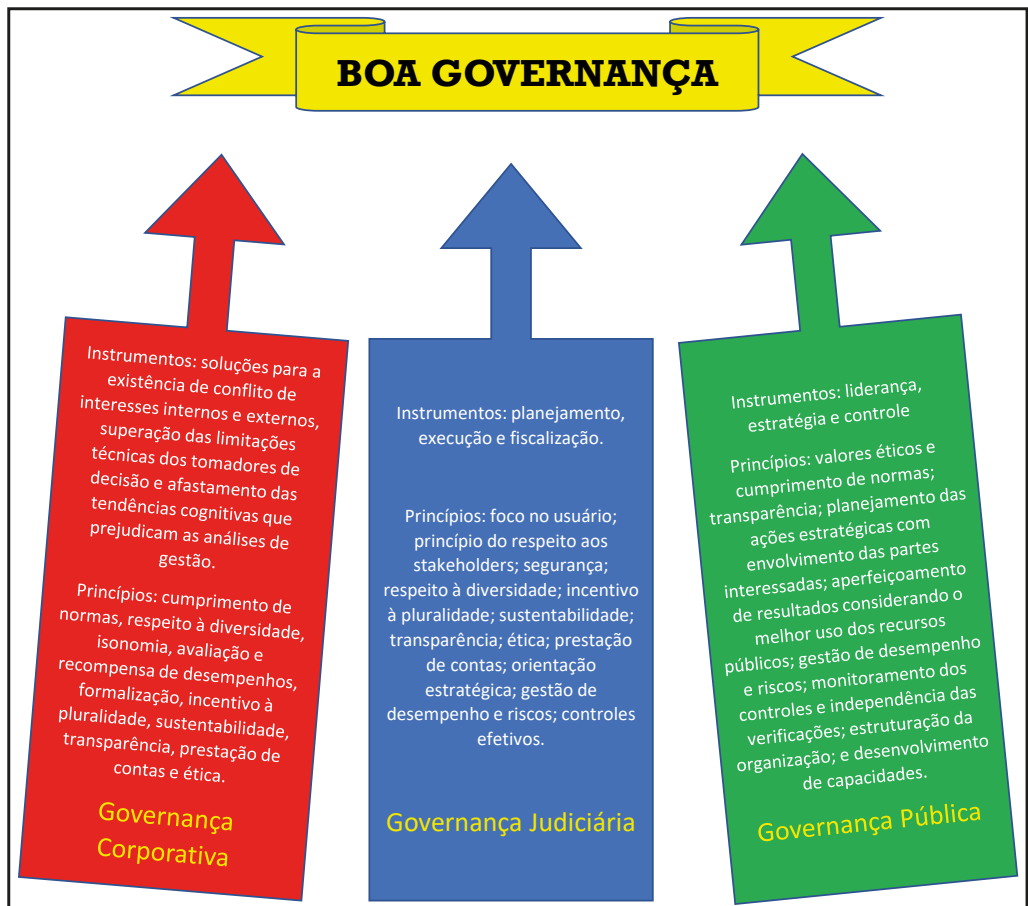 BOA GOVERNANÇA
Instrumentos: soluções para a
existência de conflito de
interesses internos e externos,
superação das limitações
técnicas dos tomadores de
decisão e afastamento das
tendências cognitivas que
prejudicam as análises de
gestão.
Princípios: cumprimento de
normas, respeito à diversidade,
isonomia, avaliação e
recompensa de desempenhos,
formalização, incentivo à
pluralidade, sustentabilidade,
transparência, prestação de
contas e ética.
Governança
Corporativa
Instrumentos: planejamento,
execução e fiscalização.
Princípios: foco no usuário;
princípio do respeito aos
stakeholders; segurança;
respeito à diversidade; incentivo
à pluralidade; sustentabilidade;
transparência; ética; prestação
de contas; orientação
estratégica; gestão de
desempenho e riscos; controles
efetivos.
Governança Judiciária
Instrumentos: liderança,
estratégia e controle
Princípios: valores éticos e
cumprimento de normas;
transparência; planejamento das
ações estratégicas com
envolvimento das partes
interessadas; aperfeiçoamento
de resultados considerando o
melhor uso dos recursos
públicos; gestão de desempenho
e riscos; monitoramento dos
controles e independência das
verificações; estruturação da
organização; e desenvolvimento
de capacidades.
Governança Pública